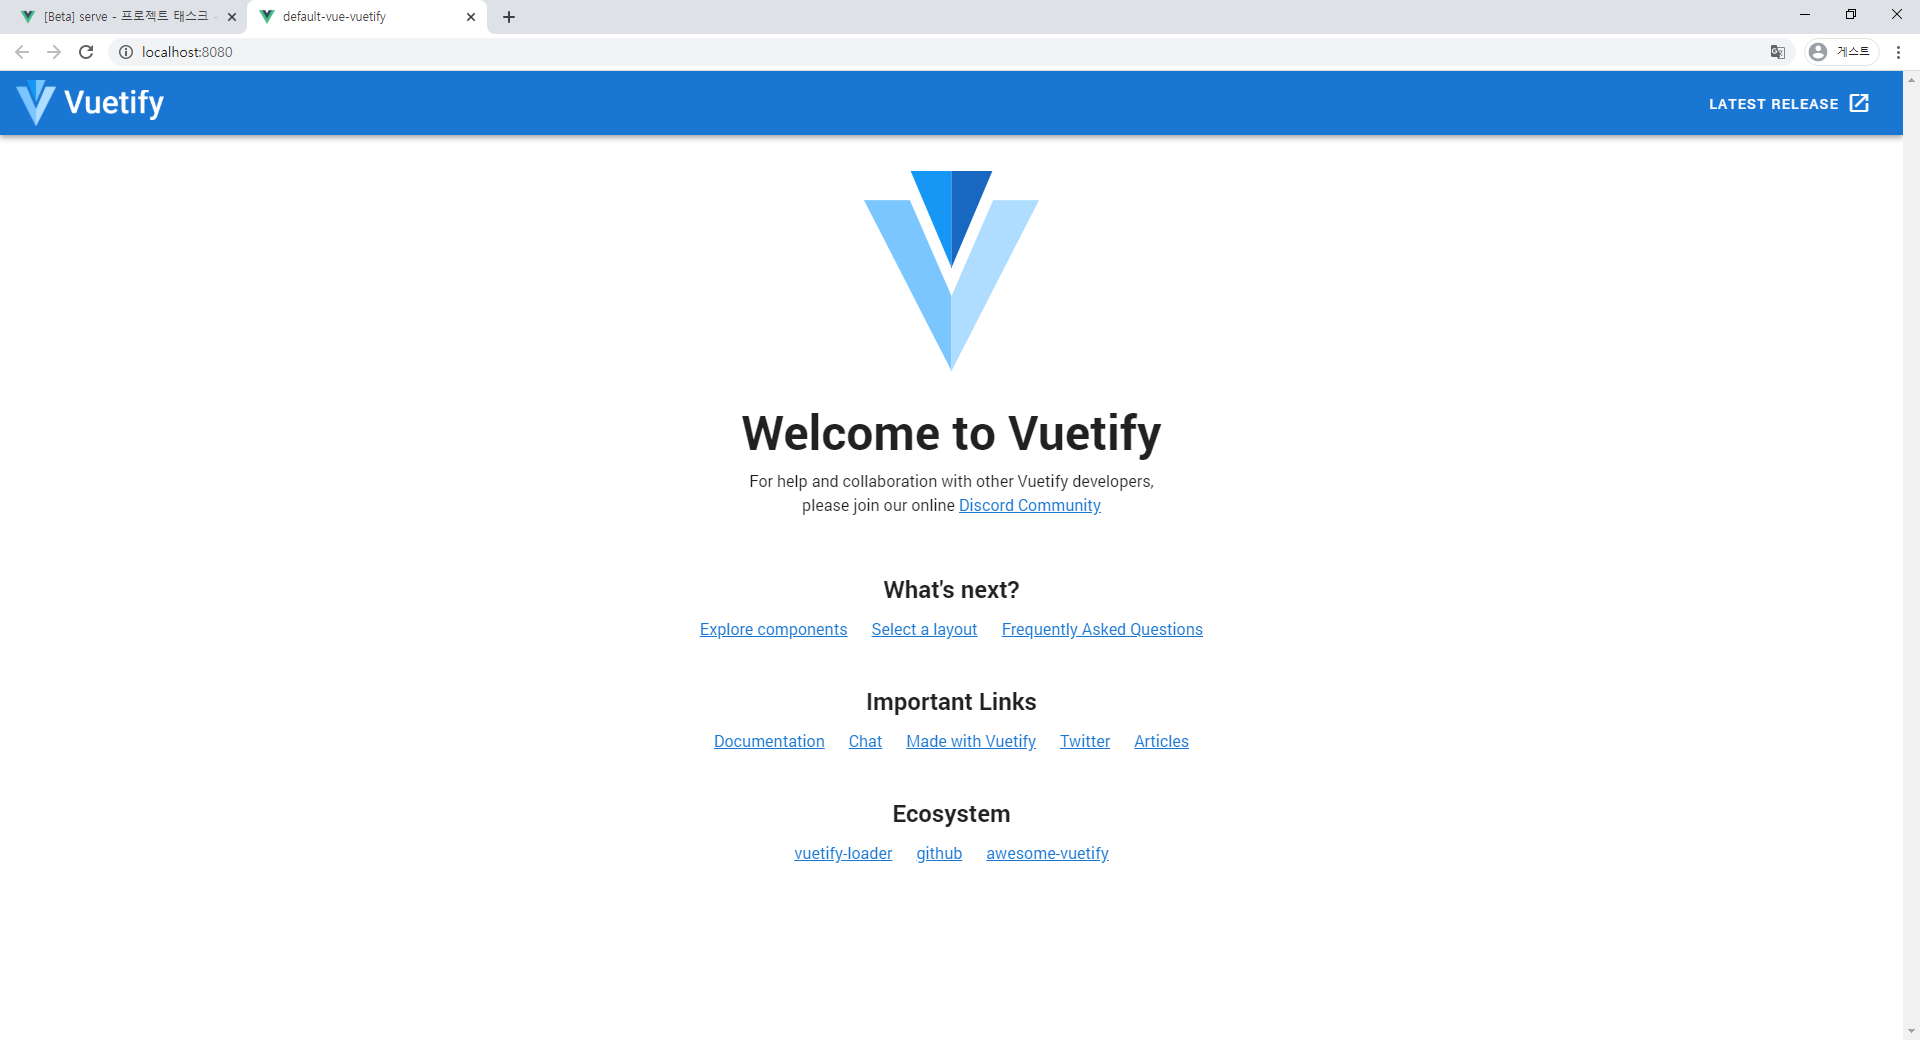 [Beta] serve - 프로젝트 태스크 -
default-vue-vuetify
localhost:8080
게스트
Vuetify
LATEST RELEASE
Welcome to Vuetify
For help and collaboration with other Vuetify developers,
please join our online Discord Community
What's next?
Explore components Select a layout Frequently Asked Questions
Important Links
Documentation Chat Made with Vuetify Twitter Articles
Ecosystem
vuetify-loader github awesome-vuetify